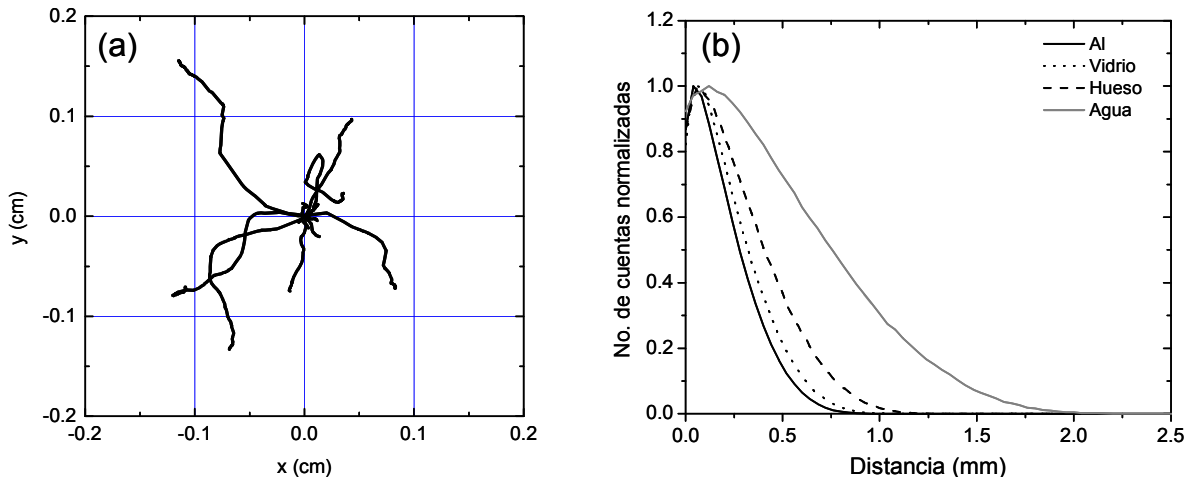 (a)
0.2
0.1
0.0
-0.1
-0.2
-0.2 -0.1 0.0 0.1 0.2
y (cm)
x (cm)
(b)
1.2
1.0
0.8
0.6
0.4
0.2
0.0
0.0 0.5 1.0 1.5 2.0 2.5
No. de cuentas normalizadas
Distancia (mm)
Al
Vidrio
Hueso
Agua